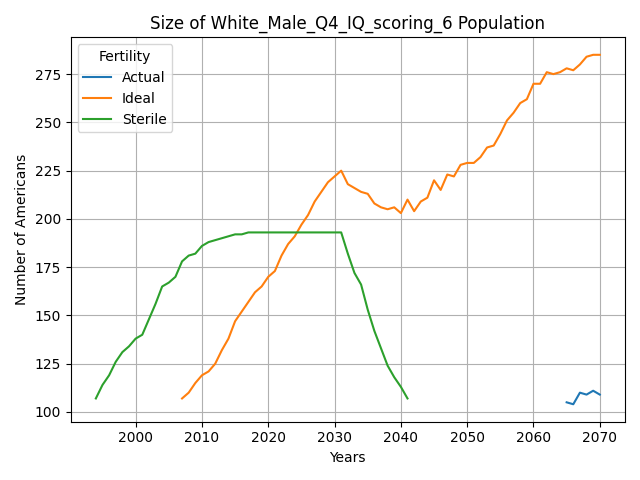 Size of White_Male_Q4_IQ_scoring_6 Population
Fertility
Actual
Ideal
Sterile
Number of Americans
275
250
225
200
175
150
125
100
2000
2010
2020
2030
2040
2050
2060
2070
Years